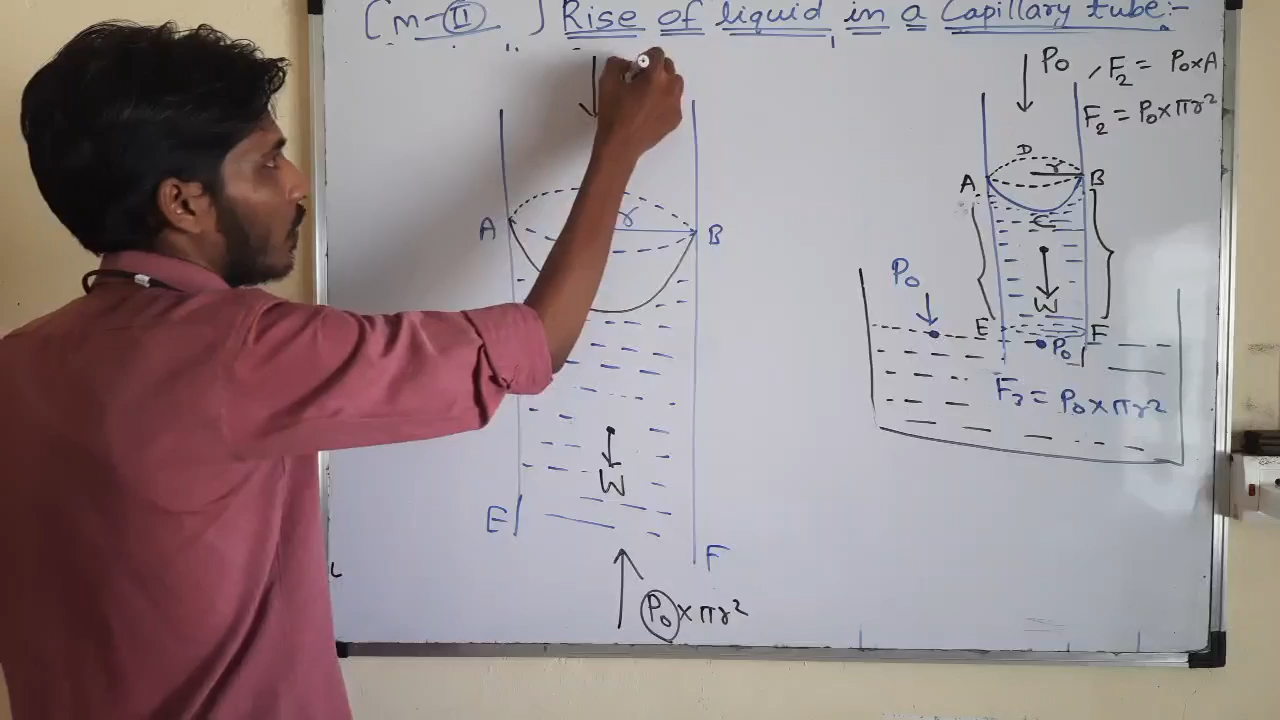 [M-II ] Rise of liquid in a Capillary tube:-
P₀
F₂ = P₀×A
F₂ = P₀×πr²
D
r
A
B
C
r
A
B
P₀
W
E
F
P₀
F₃ = P₀×πr²
W
E
F
P₀×πr²